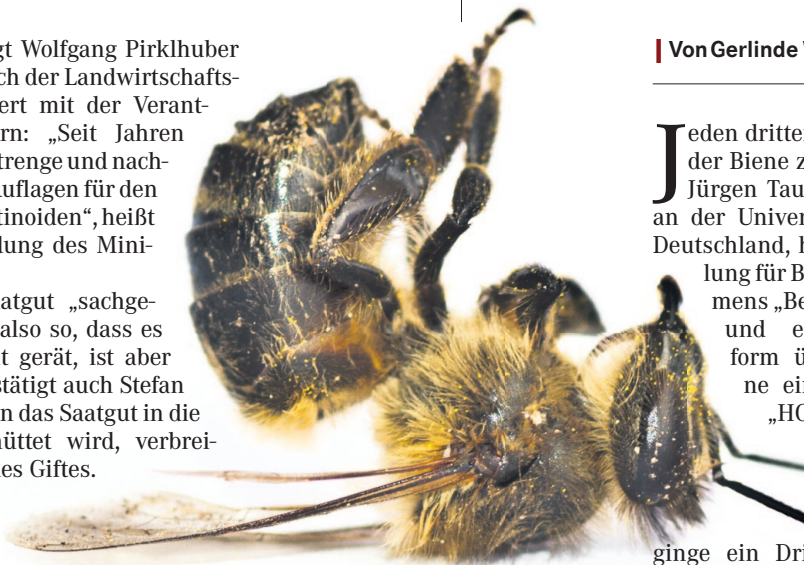 gt Wolfgang Pirklhuber
ch der Landwirtschafts-
ert mit der Verant-
rn: „Seit Jahren
trenge und nach-
uflagen für den
tinoiden“, heißt
lung des Mini-
atgut „sachge-
also so, dass es
t gerät, ist aber
stätigt auch Stefan
n das Saatgut in die
hüttet wird, verbrei-
es Giftes.
Von Gerlinde
Jeden dritten
der Biene z
Jürgen Tau
an der Univer
Deutschland, h
lung für B
mens „Be
und e
form ü
ne ei
„HO
ginge ein Dri